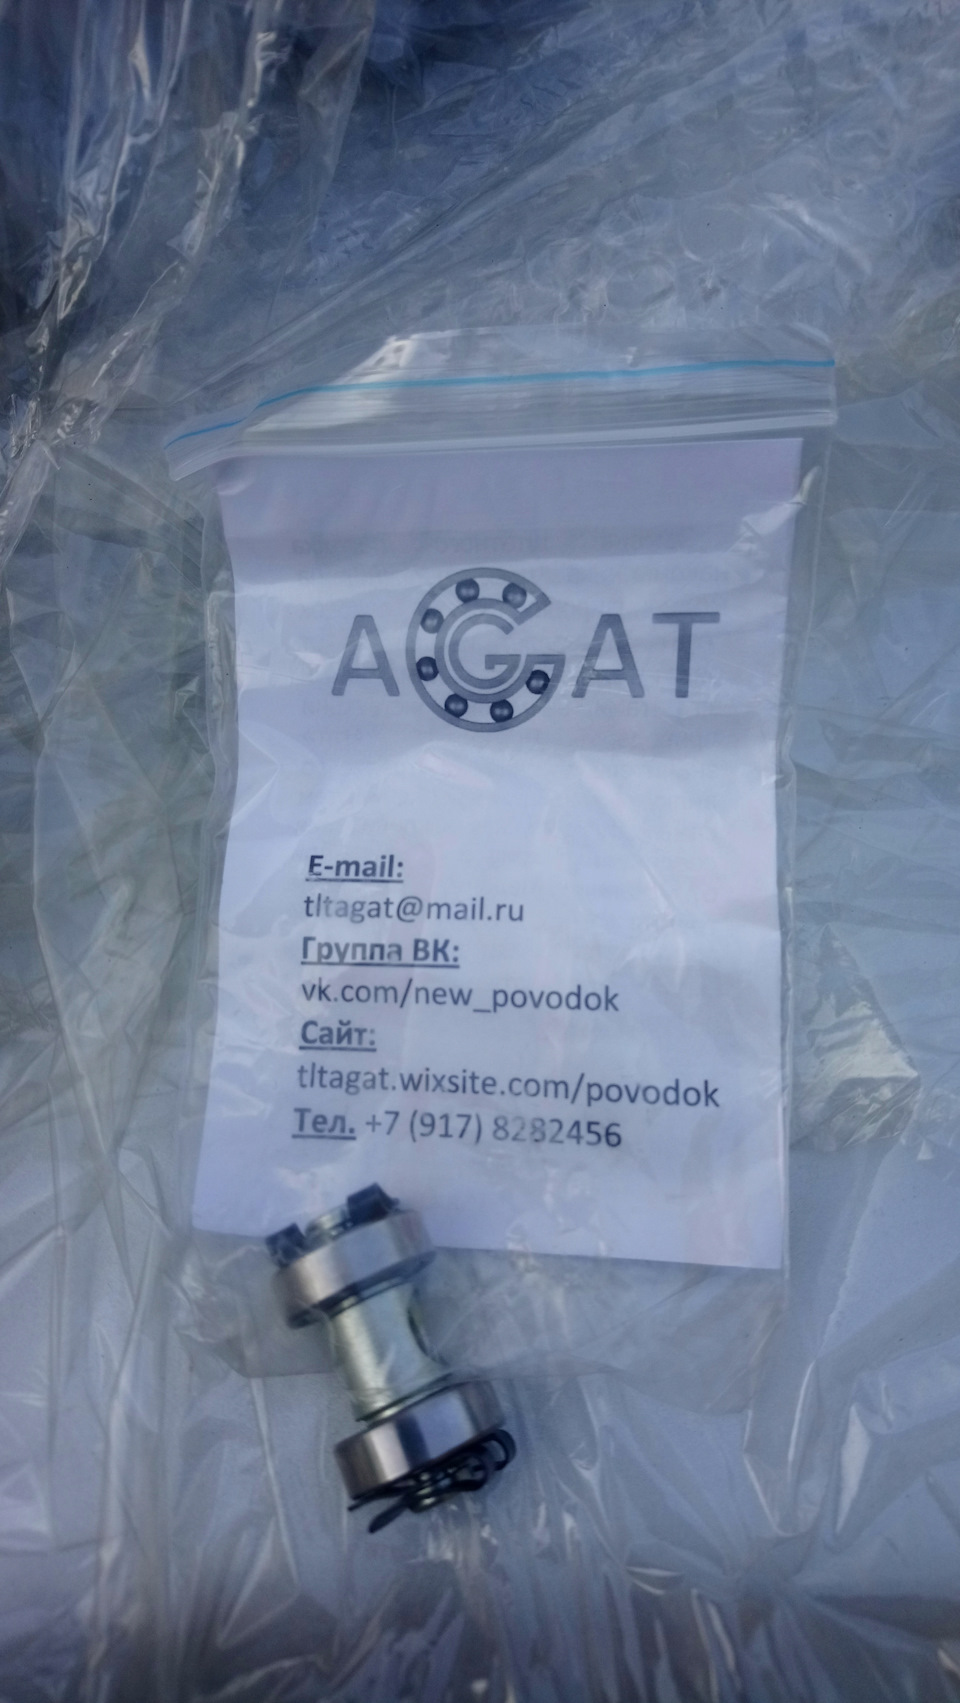 AGAT
E-mail:
tltagat@mail.ru
Группа ВК:
vk.com/new_povodok
Сайт:
tltagat.wixsite.com/povodok
Тел. +7 (917) 8282456